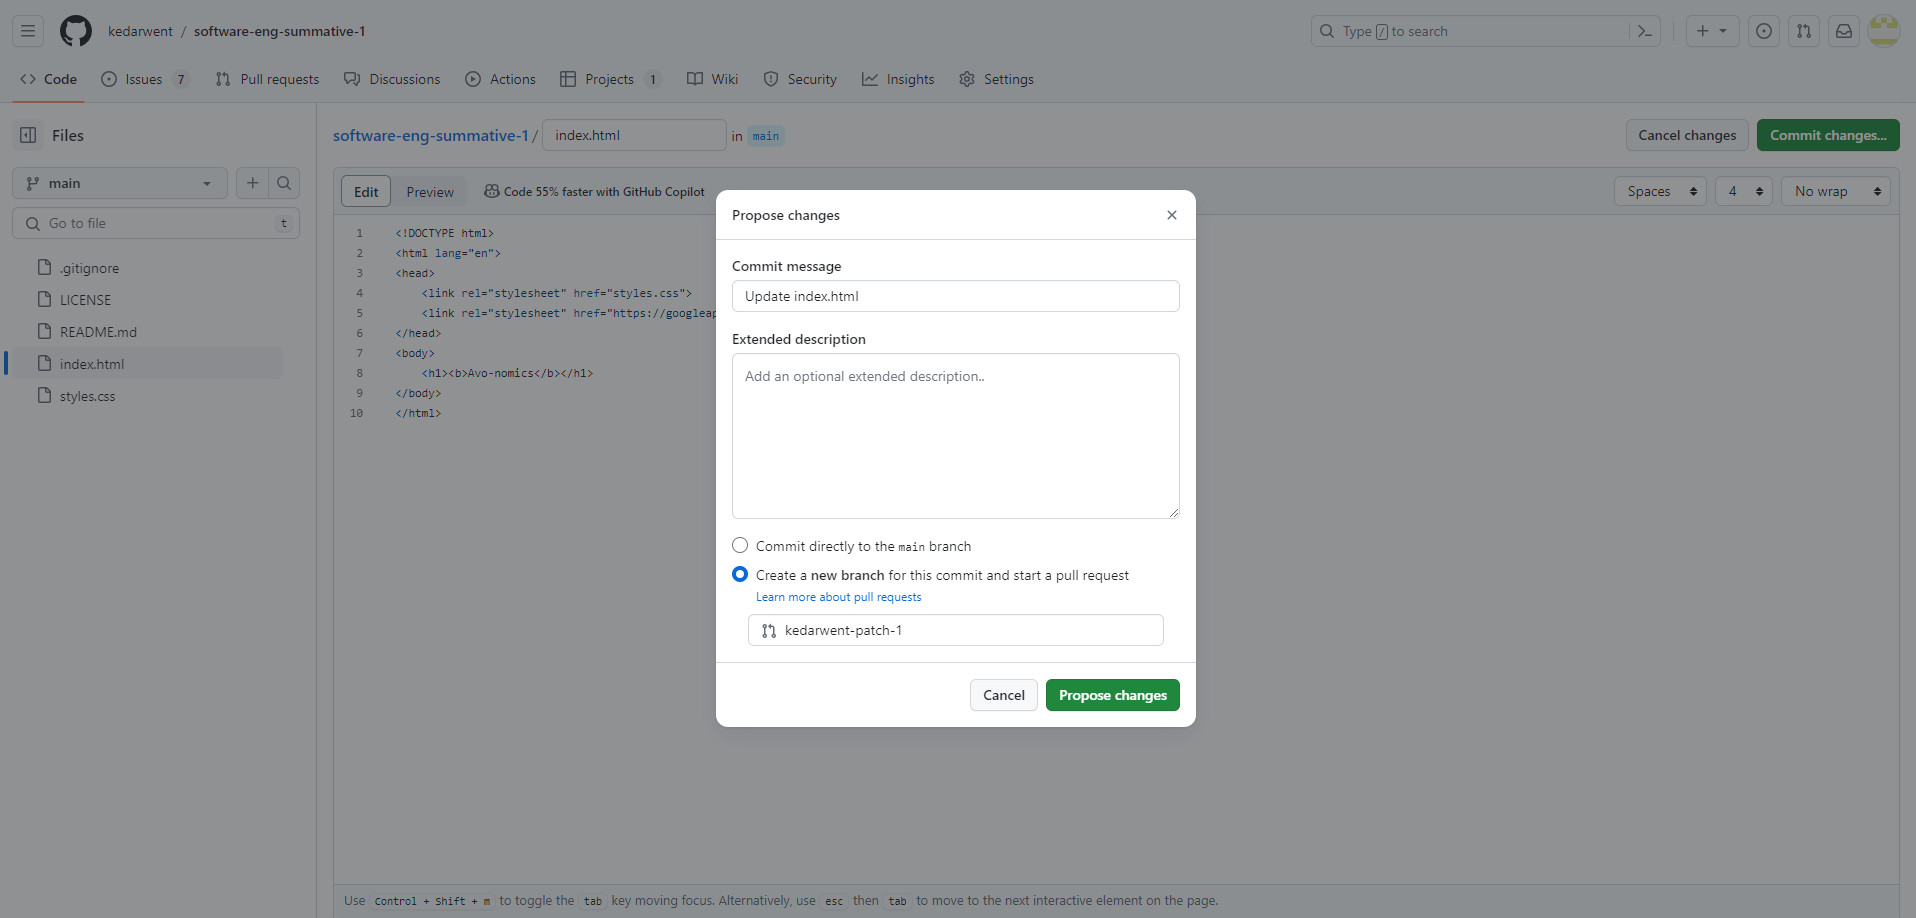 kedarwent / software-eng-summative-1
Type / to search
Code
Issues 7
Pull requests
Discussions
Actions
Projects 1
Wiki
Security
Insights
Settings
Files
main
Go to file
t
.gitignore
LICENSE
README.md
index.html
styles.css
software-eng-summative-1 / index.html in main
Cancel changes
Commit changes...
Edit
Preview
Code 55% faster with GitHub Copilot
Spaces
4
No wrap
1 <!DOCTYPE html>
2 <html lang="en">
3 <head>
4 <link rel="stylesheet" href="styles.css">
5 <link rel="stylesheet" href="https://googleap
6 </head>
7 <body>
8 <h1><b>Avo-nomics</b></h1>
9 </body>
10 </html>
Propose changes
Commit message
Update index.html
Extended description
Add an optional extended description..
Commit directly to the main branch
Create a new branch for this commit and start a pull request
Learn more about pull requests
kedarwent-patch-1
Cancel
Propose changes
Use Control + Shift + m to toggle the tab key moving focus. Alternatively, use esc then tab to move to the next interactive element on the page.